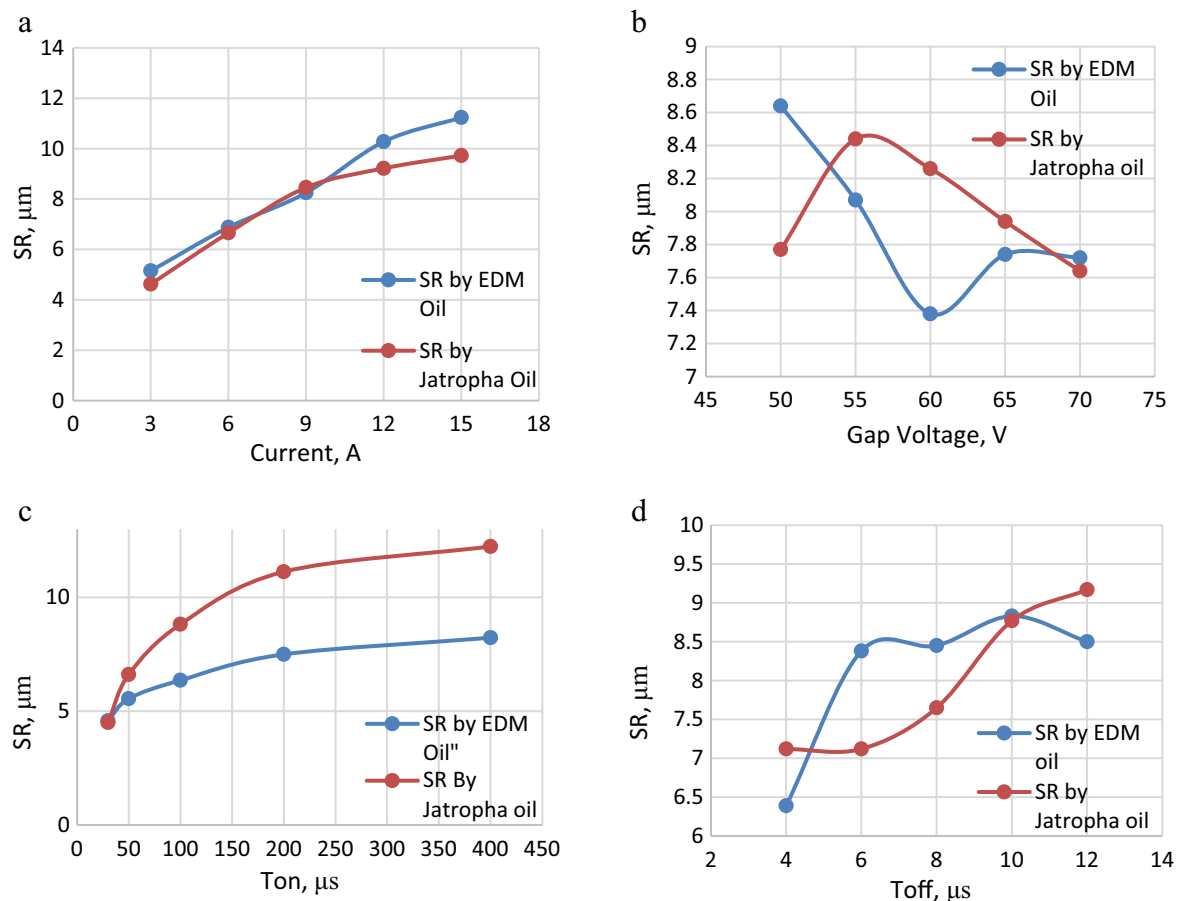 a
14
12
10
8
6
4
2
0
0 3 6 9 12 15 18
SR, μm
Current, A
SR by EDM
Oil
SR by
Jatropha Oil
b
9
8.8
8.6
8.4
8.2
8
7.8
7.6
7.4
7.2
7
45 50 55 60 65 70 75
SR, μm
Gap Voltage, V
SR by EDM
Oil
SR by
Jatropha oil
c
10
5
0
0 50 100 150 200 250 300 350 400 450
SR, μm
Ton, μs
SR by EDM
Oil"
SR By
Jatropha oil
d
10
9.5
9
8.5
8
7.5
7
6.5
6
2 4 6 8 10 12 14
SR, μm
Toff, μs
SR by EDM
oil
SR by
Jatropha oil